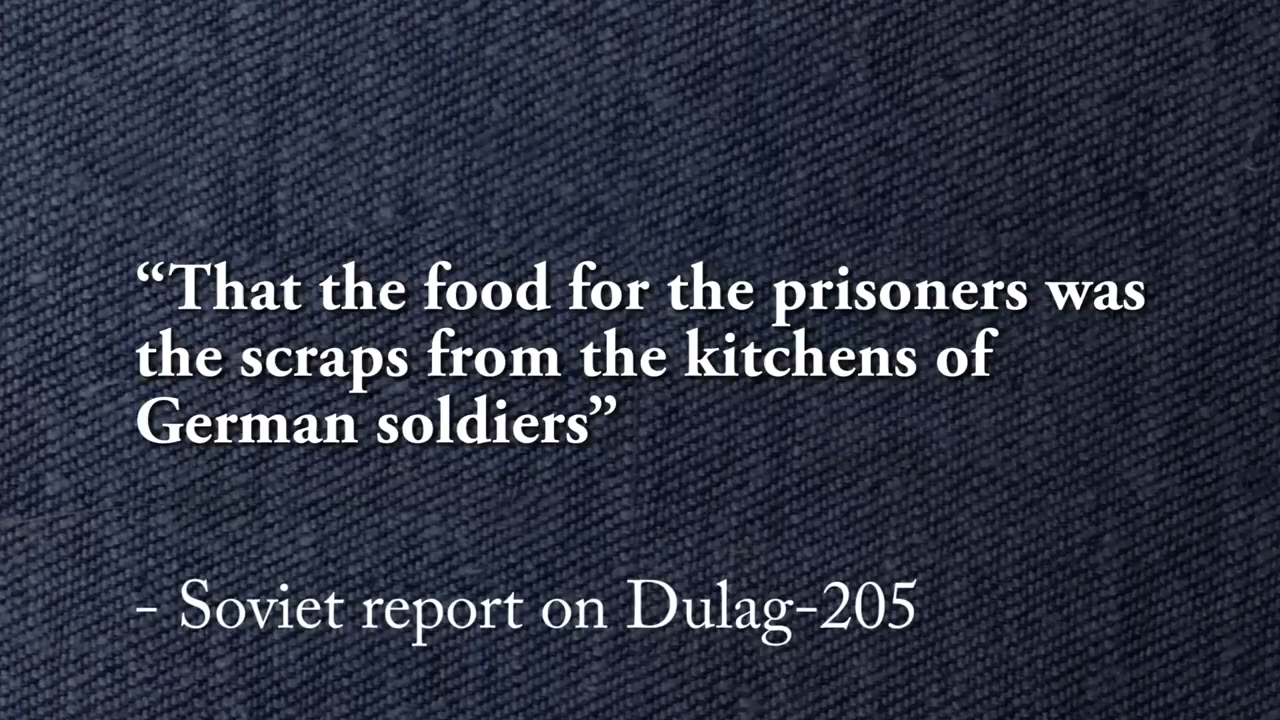 “That the food for the prisoners was
the scraps from the kitchens of
German soldiers”
- Soviet report on Dulag-205